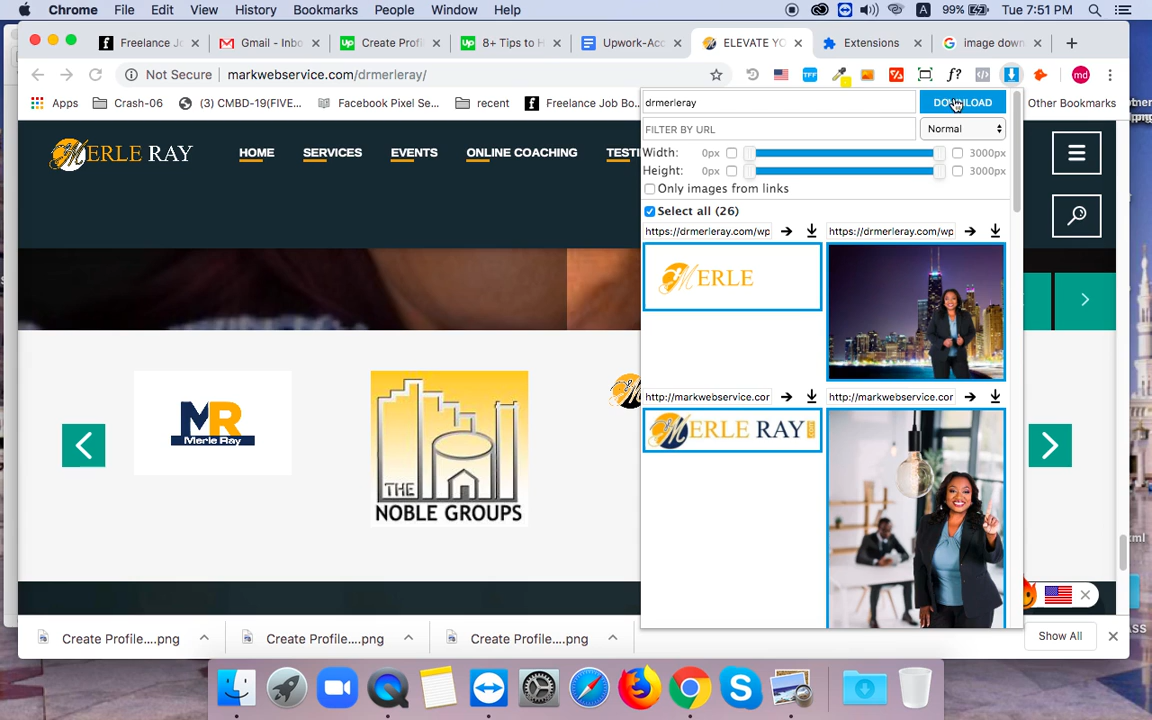 Chrome File Edit View History Bookmarks People Window Help
A 99% Tue 7:51 PM
Freelance Jo
Gmail - Inbo
Create Profi
8+ Tips to H
Upwork-Acc
ELEVATE YO
Extensions
image down
Not Secure
markwebservice.com/drmerleray/
md
Apps
Crash-06
(3) CMBD-19(FIVE...
Facebook Pixel Se...
recent
Freelance Job Bo...
Other Bookmarks
MERLE RAY
HOME SERVICES EVENTS ONLINE COACHING TESTI
drmerleray
DOWNLOAD
FILTER BY URL
Normal
Width: 0px 3000px
Height: 0px 3000px
Only images from links
Select all (26)
https://drmerleray.com/wp
https://drmerleray.com/wp
MERLE
http://markwebservice.cor
http://markwebservice.cor
MERLE RAY
MR
Merle Ray
THE
NOBLE GROUPS
Create Profile....png
Create Profile....png
Create Profile....png
Show All